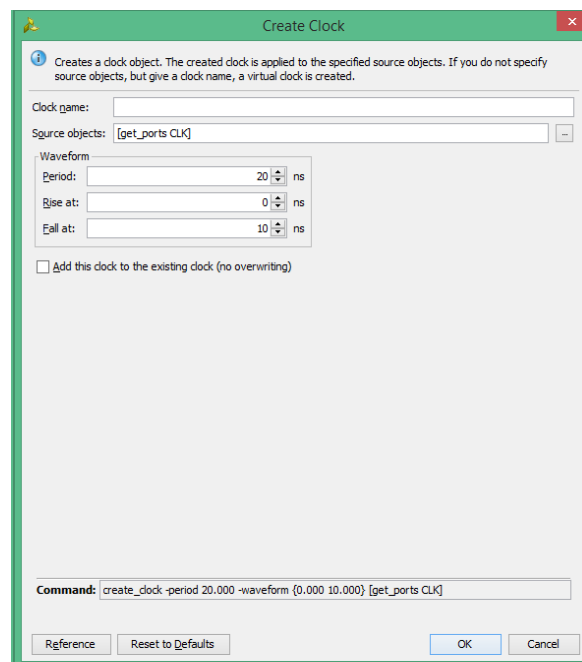 Create Clock
Creates a clock object. The created clock is applied to the specified source objects. If you do not specify
source objects, but give a clock name, a virtual clock is created.
Clock name:
Source objects: [get_ports CLK] ...
Waveform
Period: 20 ns
Rise at: 0 ns
Fall at: 10 ns
Add this clock to the existing clock (no overwriting)
Command: create_clock -period 20.000 -waveform {0.000 10.000} [get_ports CLK]
Reference Reset to Defaults OK Cancel